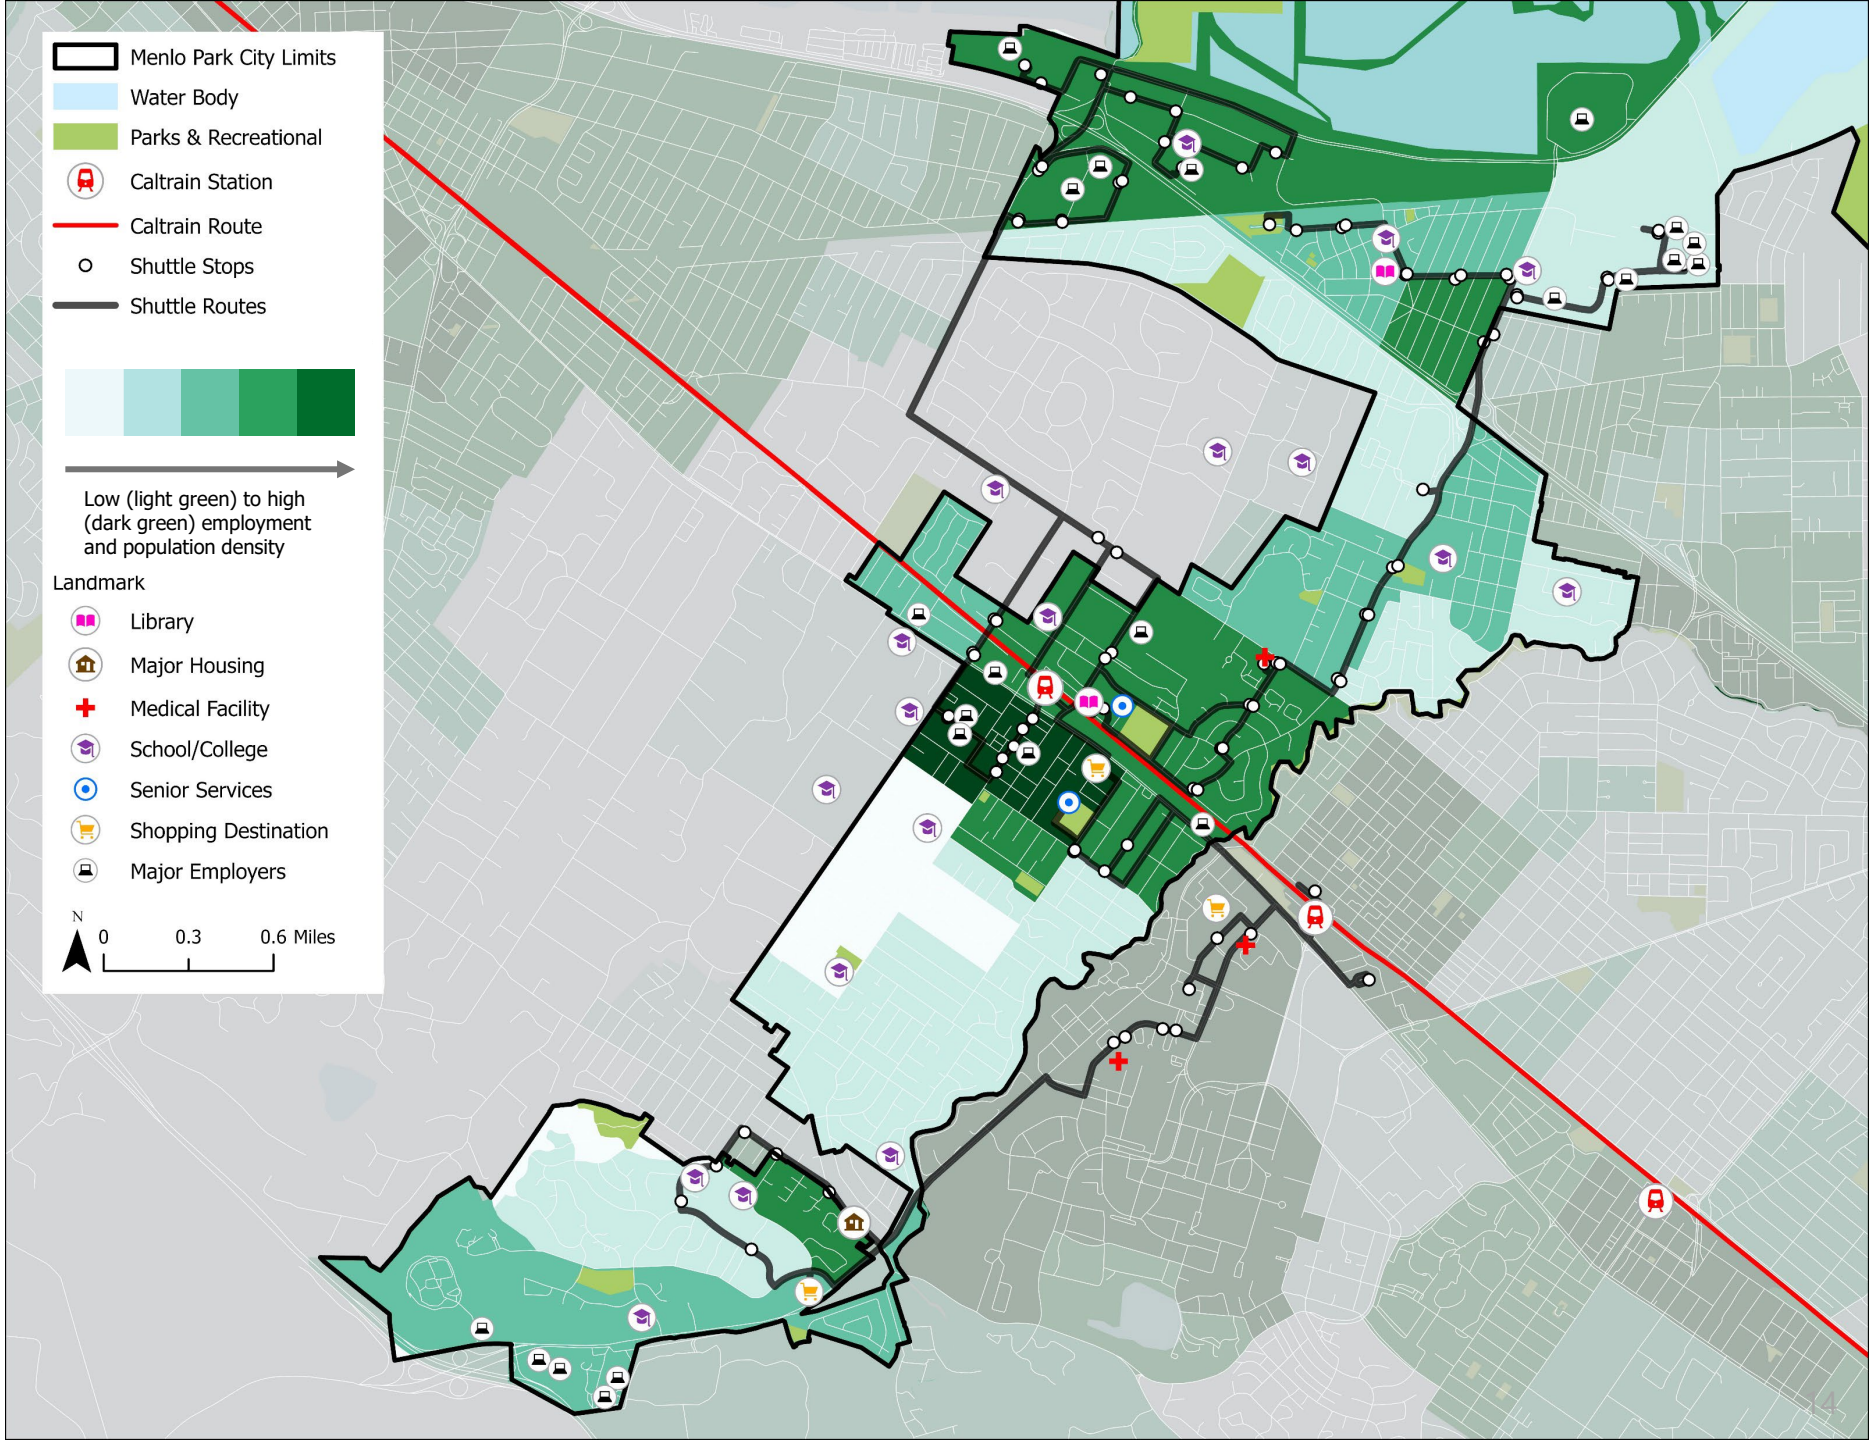 Menlo Park City Limits
Water Body
Parks & Recreational
Caltrain Station
Caltrain Route
Shuttle Stops
Shuttle Routes
Low (light green) to high
(dark green) employment
and population density
Landmark
Library
Major Housing
Medical Facility
School/College
Senior Services
Shopping Destination
Major Employers
N
0 0.3 0.6 Miles
14